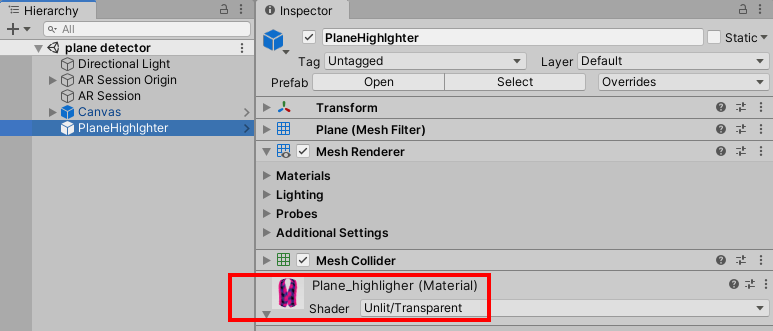 Hierarchy
All
plane detector
Directional Light
AR Session Origin
AR Session
Canvas
PlaneHighlghter
Inspector
PlaneHighlghter
Static
Tag Untagged Layer Default
Prefab Open Select Overrides
Transform
Plane (Mesh Filter)
Mesh Renderer
Materials
Lighting
Probes
Additional Settings
Mesh Collider
Plane_highligher (Material)
Shader Unlit/Transparent